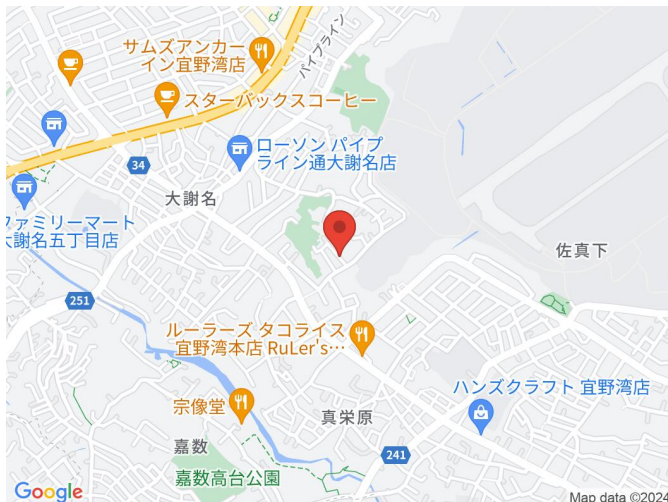 サムズアンカー
イン宜野湾店
パイプライン
スターバックスコーヒー
ローソン パイプ
ライン通大謝名店
34
大謝名
ファミリーマート
大謝名五丁目店
佐真下
251
ルーラーズ タコライス
宜野湾本店 RuLer's…
ハンズクラフト 宜野湾店
宗像堂
真栄原
嘉数
241
嘉数高台公園
Google
Map data ©2024